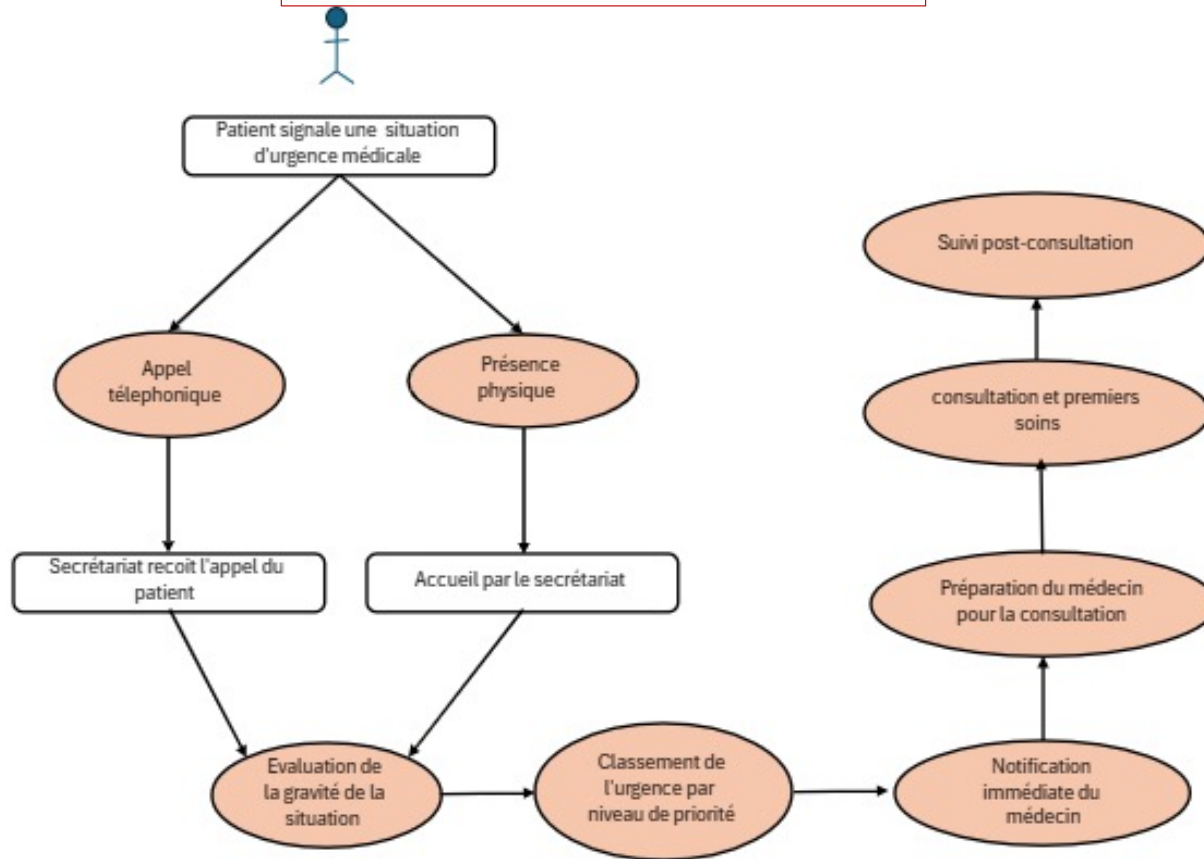 Patient signale une situation
d'urgence médicale
Appel
télephonique
Présence
physique
Secrétariat recoit l'appel du
patient
Accueil par le secrétariat
Evaluation de
la gravité de la
situation
Classement de
l'urgence par
niveau de priorité
Notification
immédiate du
médecin
Préparation du médecin
pour la consultation
consultation et premiers
soins
Suivi post-consultation